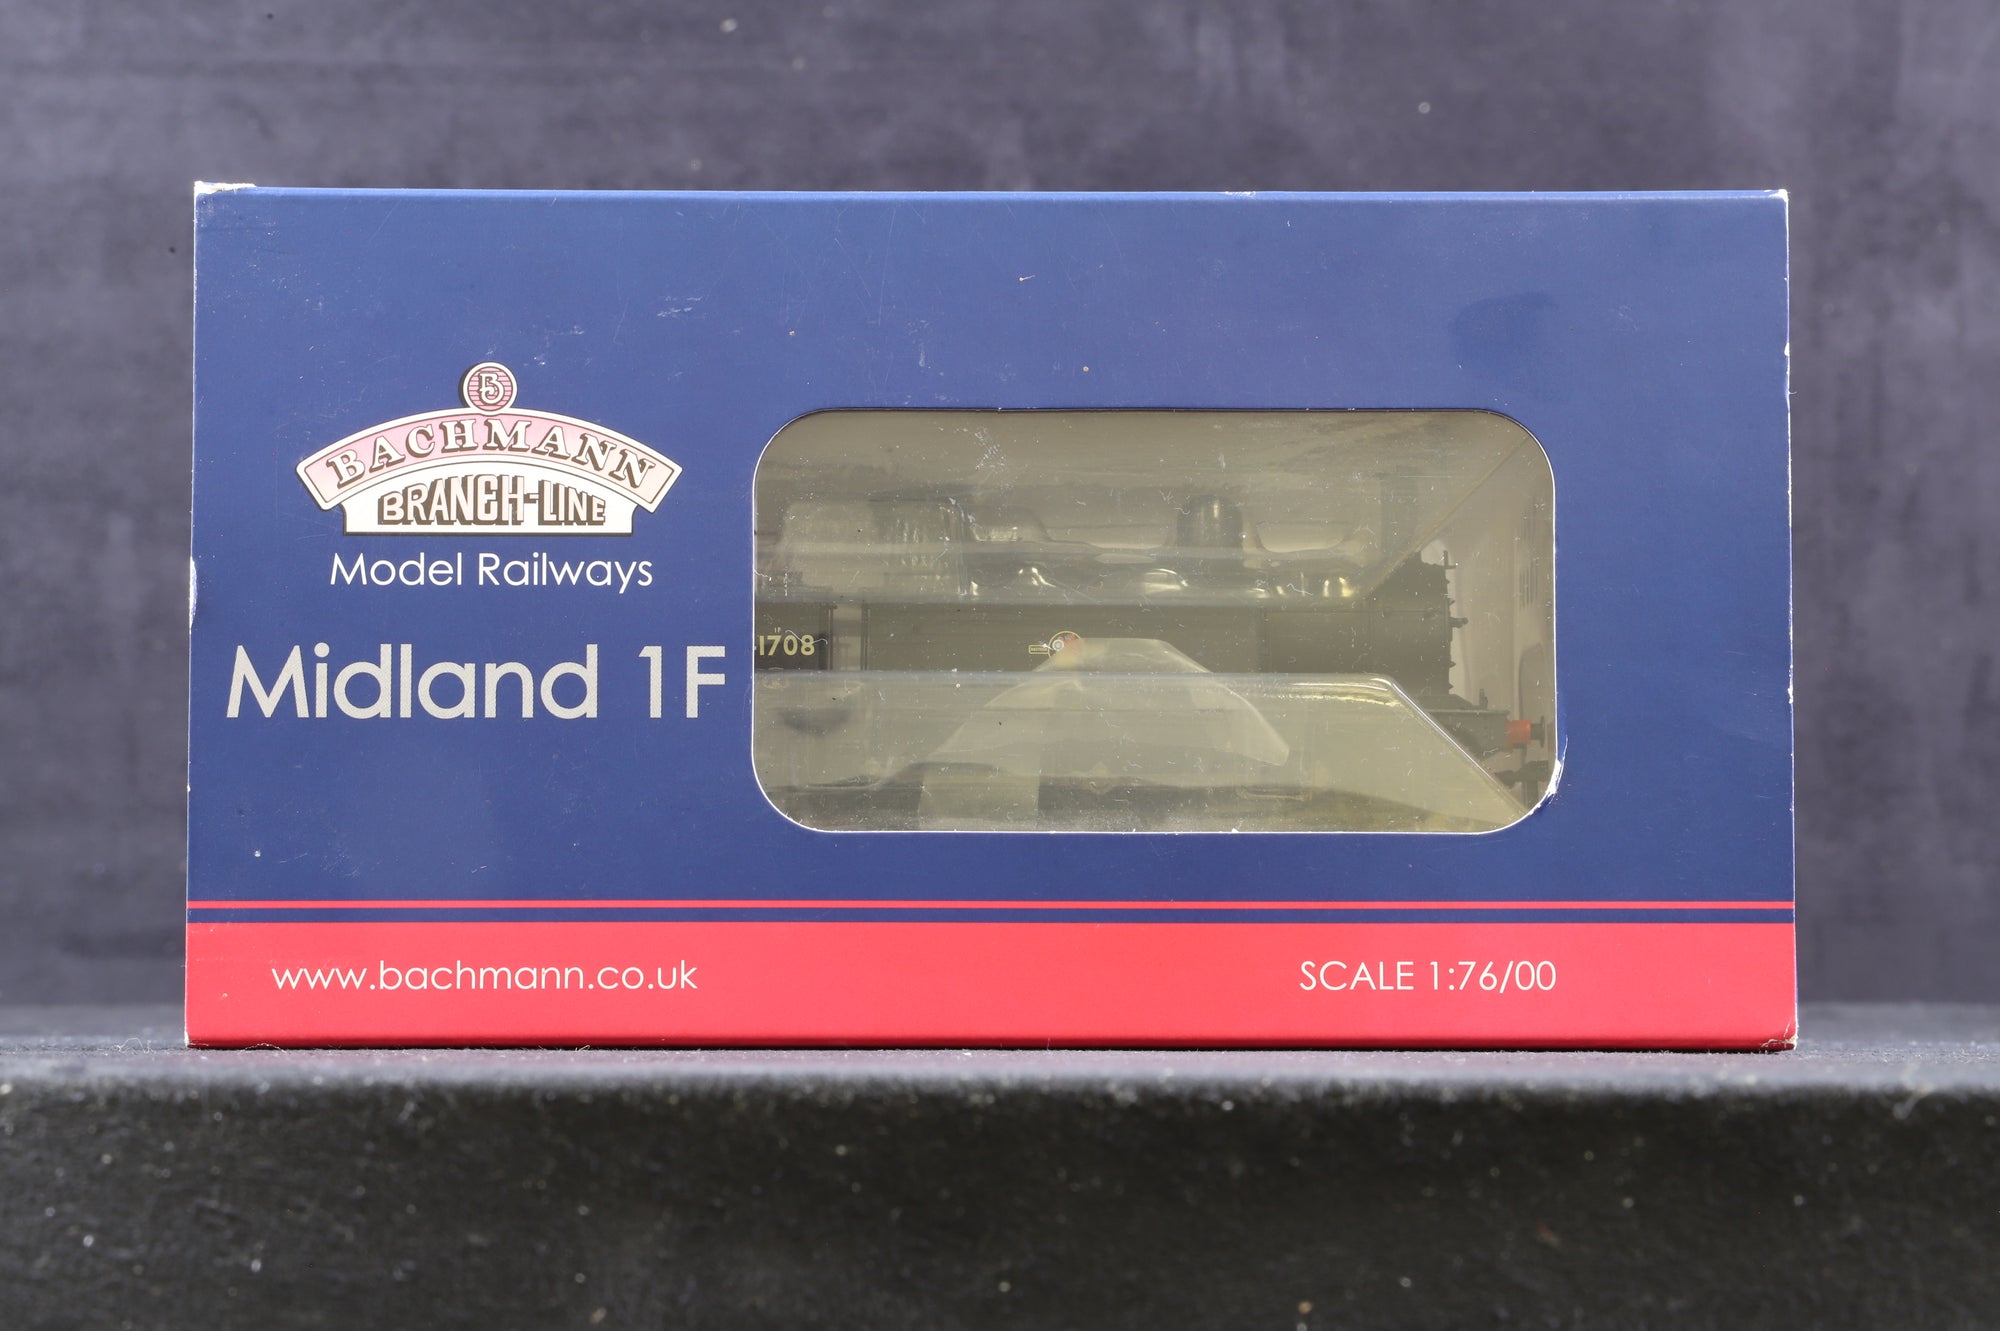 B
BACHMANN
BRANCH-LINE
Model Railways
Midland 1F
1708
www.bachmann.co.uk
SCALE 1:76/00